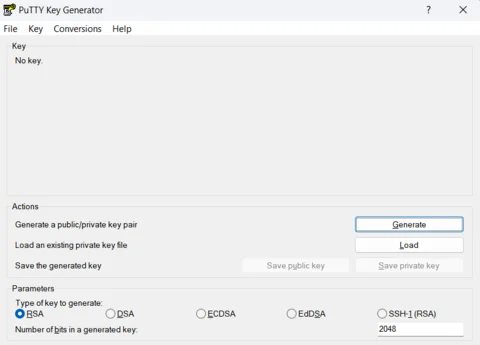 PuTTY Key Generator
?
File Key Conversions Help
Key
No key.
Actions
Generate a public/private key pair Generate
Load an existing private key file Load
Save the generated key Save public key Save private key
Parameters
Type of key to generate:
RSA DSA ECDSA EdDSA SSH-1 (RSA)
Number of bits in a generated key: 2048